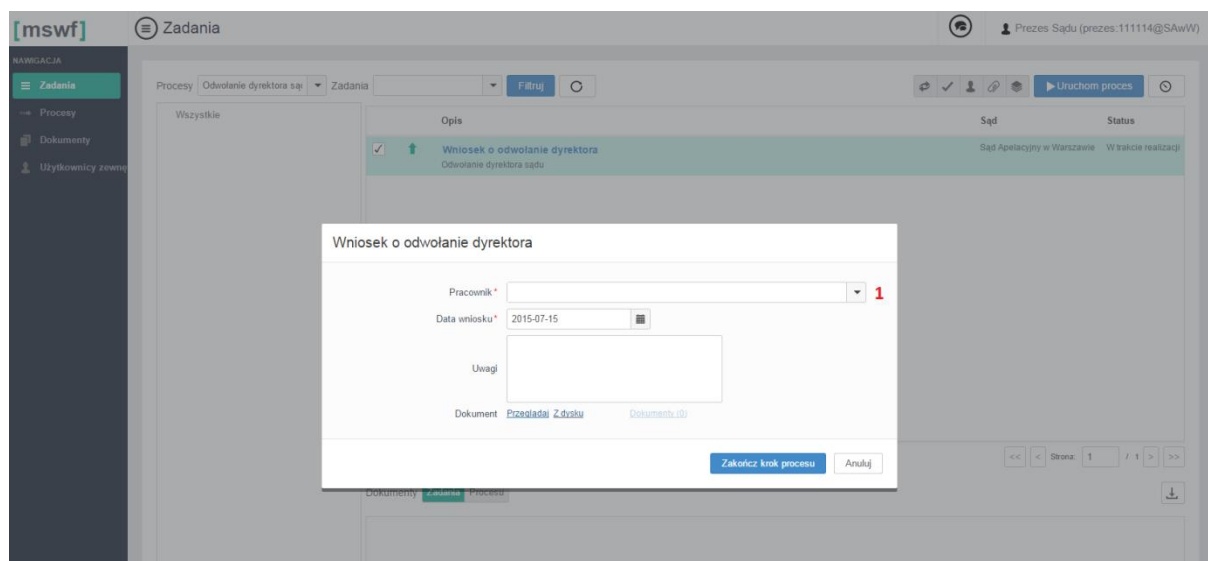 [mswf]
Zadania
Prezes Sądu (prezes:111114@SAwW)
NAWIGACJA
Zadania
Procesy
Dokumenty
Użytkownicy zewnę
Procesy Odwołanie dyrektora są Zadania Filtruj Uruchom proces
Wszystkie
Opis Sąd Status
Wniosek o odwołanie dyrektora Sąd Apelacyjny w Warszawie W trakcie realizacji
Odwołanie dyrektora sądu
Wniosek o odwołanie dyrektora
Pracownik* 1
Data wniosku* 2015-07-15
Uwagi
Dokument Przeglądaj Z dysku Dokumenty (0)
Zakończ krok procesu Anuluj
<< < Strona: 1 / 1 > >>
Dokumenty Zadania Procesu